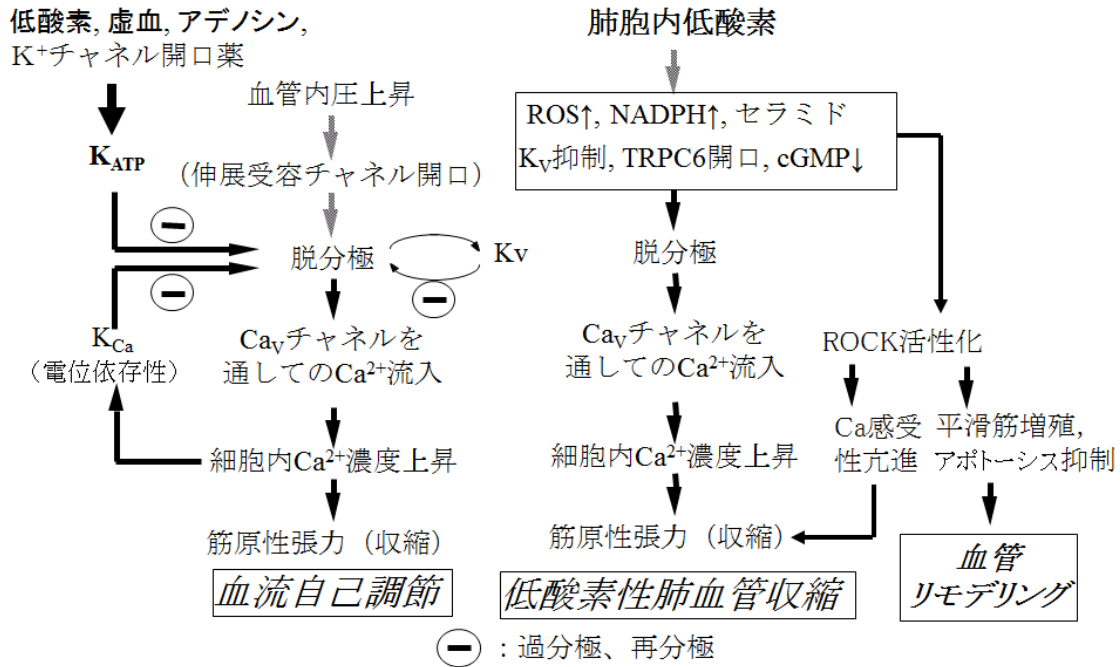 低酸素, 虚血, アデノシン,
K⁺チャネル開口薬
血管内圧上昇
K_ATP
(伸展受容チャネル開口)
脱分極
Kv
K_Ca
(電位依存性)
Ca_Vチャネルを
通してのCa²⁺流入
細胞内Ca²⁺濃度上昇
筋原性張力 (収縮)
血流自己調節
肺胞内低酸素
ROS↑, NADPH↑, セラミド
K_V抑制, TRPC6開口, cGMP↓
脱分極
Ca_Vチャネルを
通してのCa²⁺流入
細胞内Ca²⁺濃度上昇
筋原性張力 (収縮)
低酸素性肺血管収縮
ROCK活性化
Ca感受
性亢進
平滑筋増殖,
アポトーシス抑制
血管
リモデリング
− : 過分極、再分極